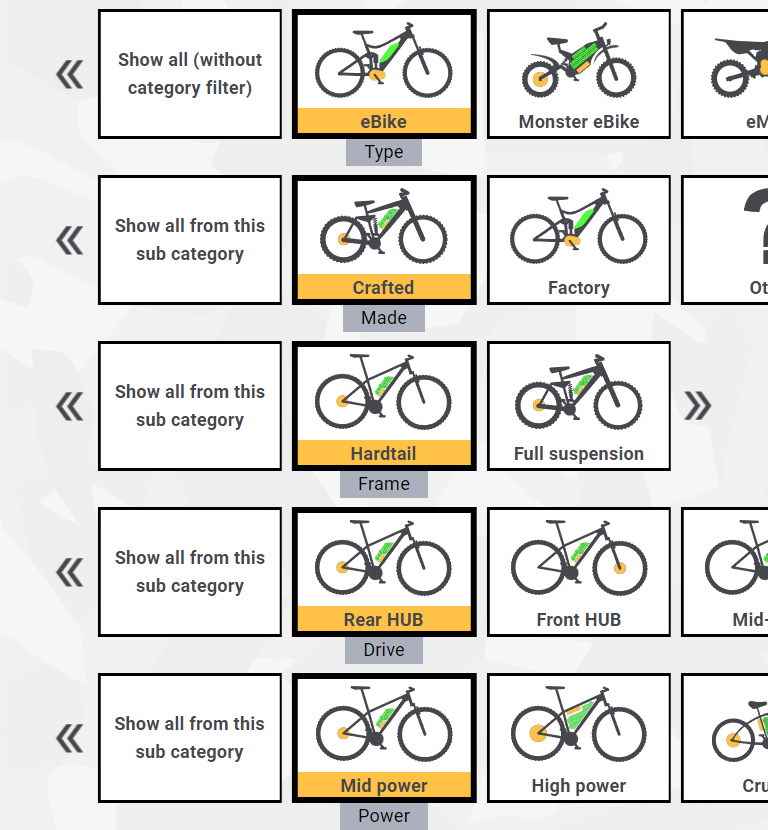 Show all (without
category filter)
eBike
Monster eBike
eM
Type
Show all from this
sub category
Crafted
Factory
?
Ot
Made
Show all from this
sub category
Hardtail
Full suspension
Frame
Show all from this
sub category
Rear HUB
Front HUB
Mid-
Drive
Show all from this
sub category
Mid power
High power
Cru
Power